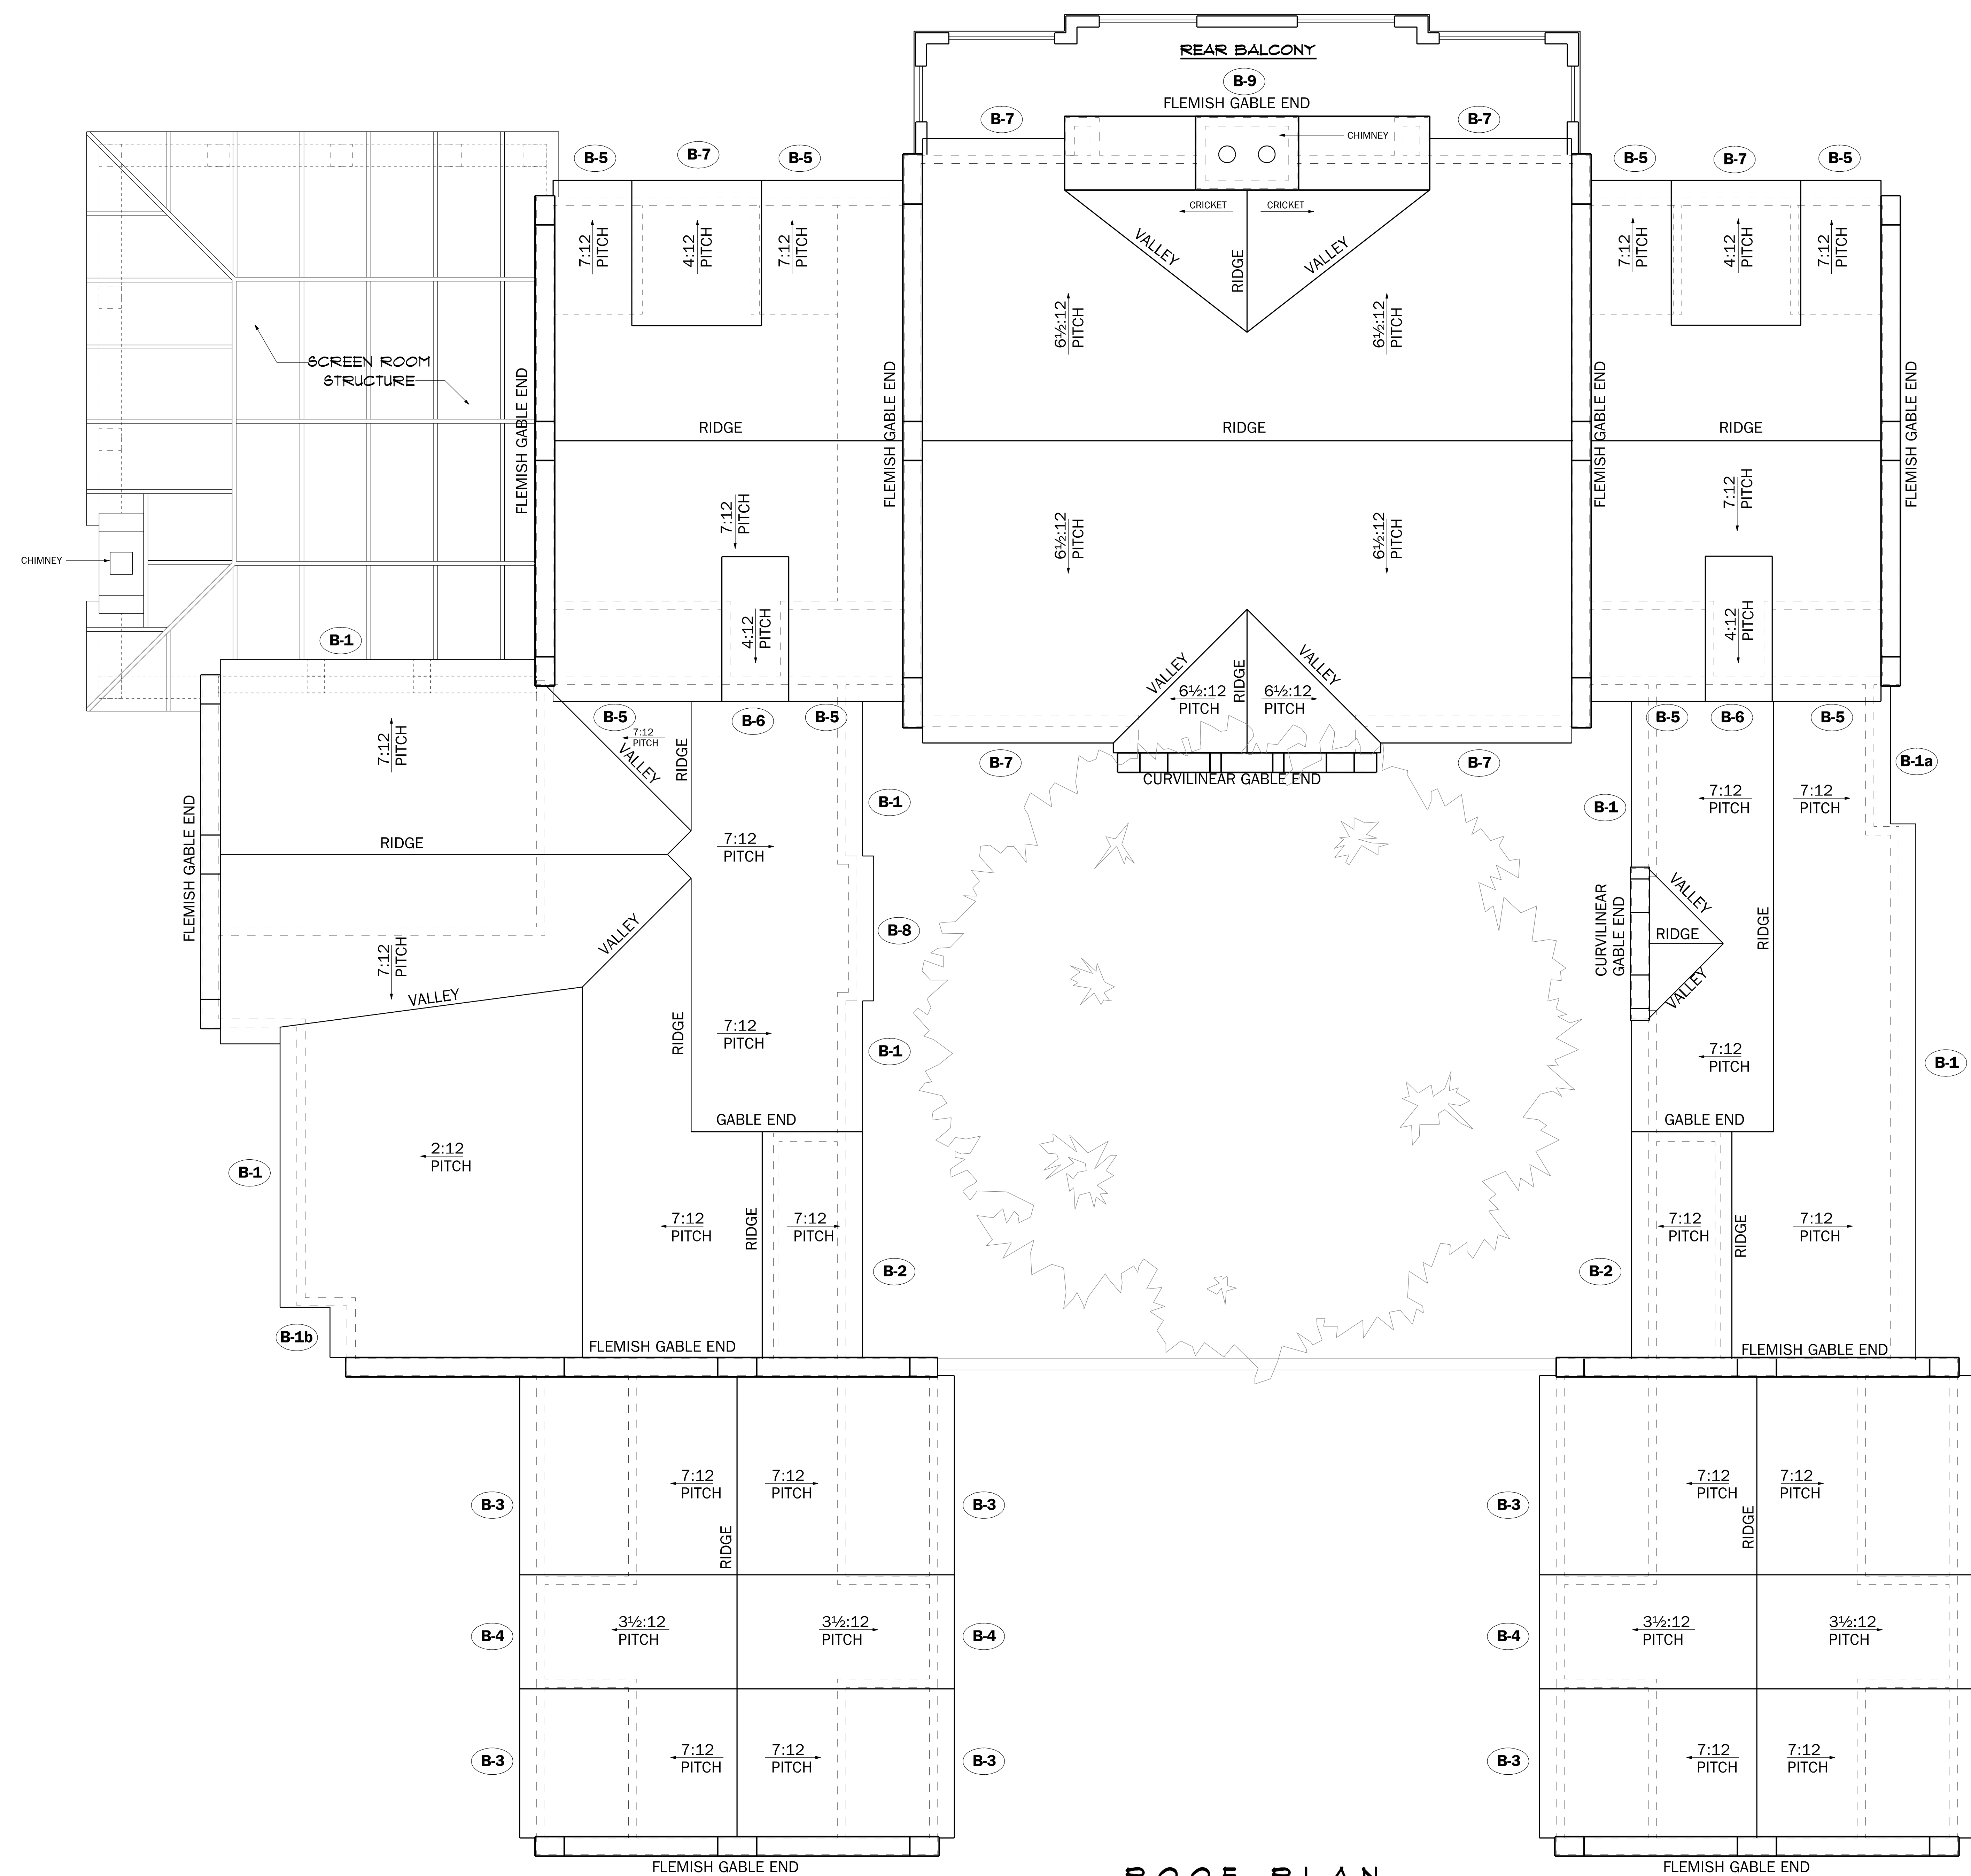 REAR BALCONY
B-9
FLEMISH GABLE END
B-7
B-7
CHIMNEY
B-5
B-7
B-5
B-5
B-7
B-5
CRICKET
CRICKET
7:12
PITCH
4:12
PITCH
7:12
PITCH
VALLEY
RIDGE
VALLEY
7:12
PITCH
4:12
PITCH
7:12
PITCH
6½:12
PITCH
6½:12
PITCH
SCREEN ROOM
STRUCTURE
FLEMISH GABLE END
FLEMISH GABLE END
FLEMISH GABLE END
FLEMISH GABLE END
RIDGE
RIDGE
RIDGE
7:12
PITCH
6½:12
PITCH
6½:12
PITCH
7:12
PITCH
CHIMNEY
4:12
PITCH
4:12
PITCH
B-1
VALLEY
RIDGE
VALLEY
6½:12
PITCH
6½:12
PITCH
B-5
B-6
B-5
B-5
B-6
B-5
7:12
PITCH
VALLEY
RIDGE
7:12
PITCH
B-7
B-7
CURVILINEAR GABLE END
B-1a
B-1
B-1
7:12
PITCH
7:12
PITCH
FLEMISH GABLE END
RIDGE
7:12
PITCH
VALLEY
RIDGE
VALLEY
CURVILINEAR
GABLE END
RIDGE
B-8
VALLEY
7:12
PITCH
VALLEY
RIDGE
7:12
PITCH
B-1
7:12
PITCH
B-1
GABLE END
GABLE END
2:12
PITCH
B-1
7:12
PITCH
RIDGE
7:12
PITCH
7:12
PITCH
RIDGE
7:12
PITCH
B-2
B-2
B-1b
FLEMISH GABLE END
FLEMISH GABLE END
7:12
PITCH
7:12
PITCH
7:12
PITCH
7:12
PITCH
B-3
B-3
B-3
RIDGE
RIDGE
3½:12
PITCH
3½:12
PITCH
3½:12
PITCH
3½:12
PITCH
B-4
B-4
B-4
7:12
PITCH
7:12
PITCH
7:12
PITCH
7:12
PITCH
B-3
B-3
B-3
FLEMISH GABLE END
FLEMISH GABLE END
ROOF PLAN